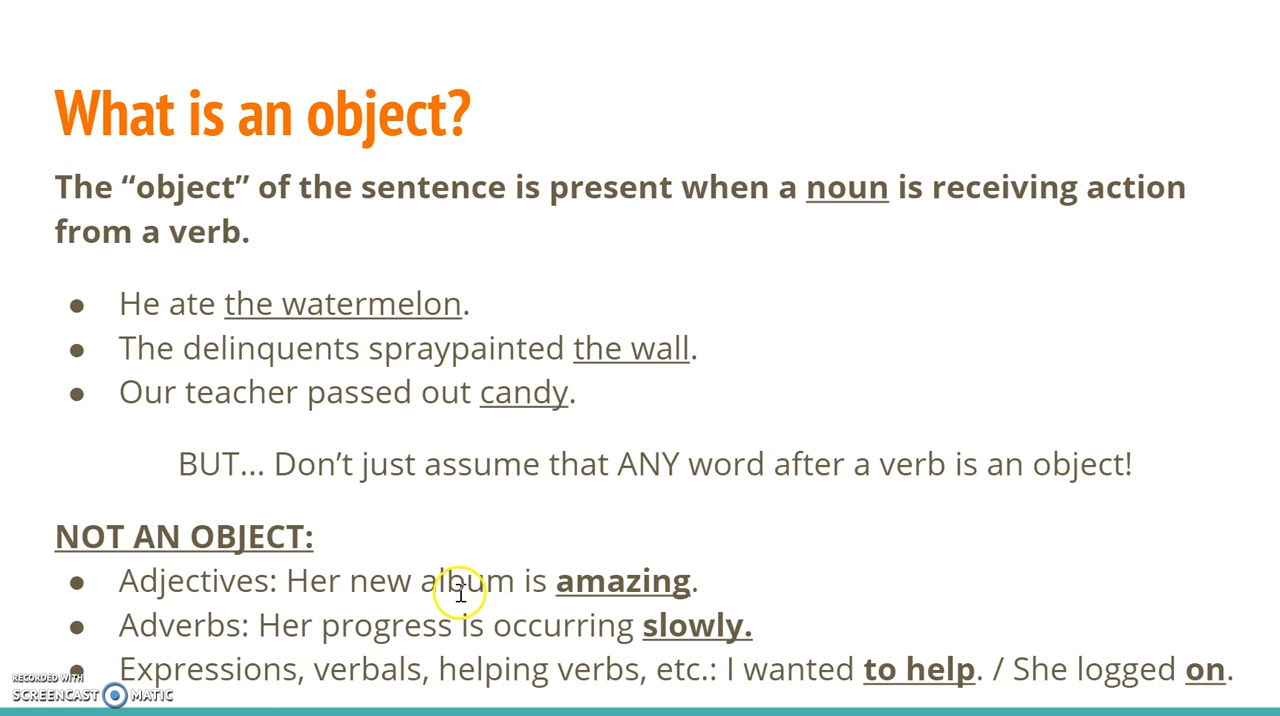 What is an object?
The “object” of the sentence is present when a noun is receiving action
from a verb.
● He ate the watermelon.
● The delinquents spraypainted the wall.
● Our teacher passed out candy.
BUT... Don’t just assume that ANY word after a verb is an object!
NOT AN OBJECT:
● Adjectives: Her new album is amazing.
● Adverbs: Her progress is occurring slowly.
● Expressions, verbals, helping verbs, etc.: I wanted to help. / She logged on.
RECORDED WITH
SCREENCAST MATIC